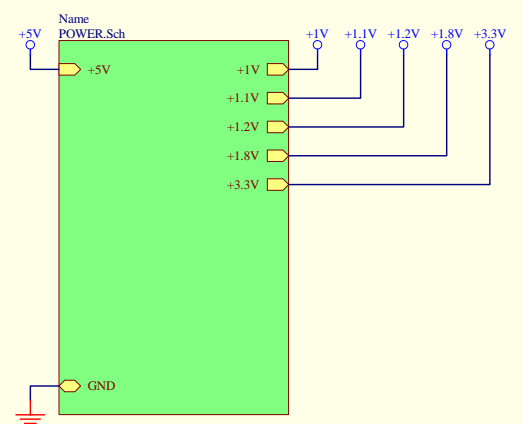 Name
POWER.Sch
+5V
+1V
+1.1V
+1.2V
+1.8V
+3.3V
+5V
+1V
+1.1V
+1.2V
+1.8V
+3.3V
GND